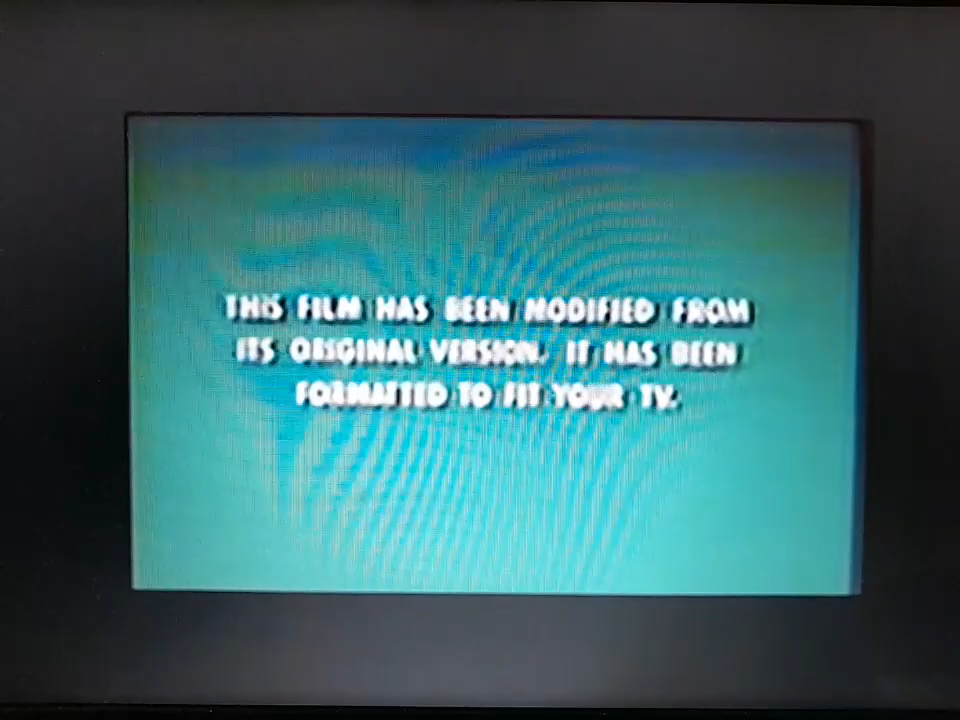 THIS FILM HAS BEEN MODIFIED FROM
ITS ORIGINAL VERSION. IT HAS BEEN
FORMATTED TO FIT YOUR TV.